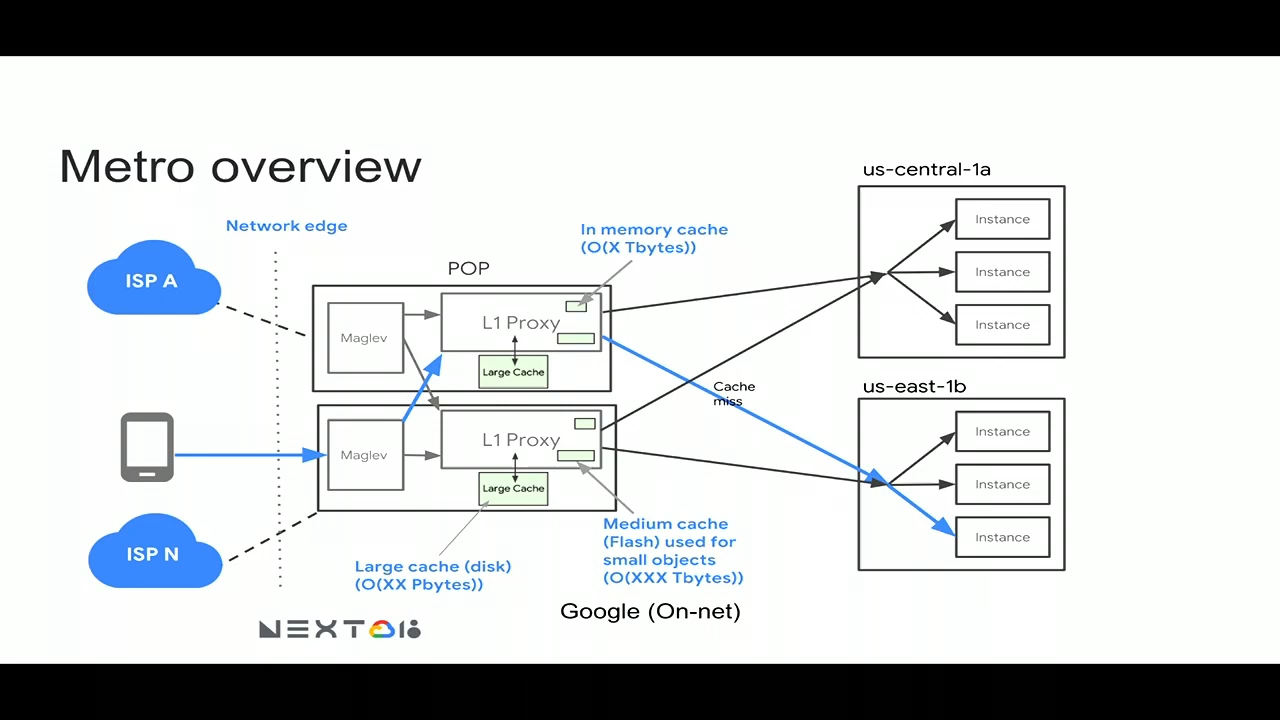 Metro overview
us-central-1a
Network edge
In memory cache
(O(X Tbytes))
ISP A
POP
Instance
Instance
Instance
Maglev
L1 Proxy
Large Cache
Cache
miss
us-east-1b
Instance
Instance
Instance
Maglev
L1 Proxy
Large Cache
ISP N
Large cache (disk)
(O(XX Pbytes))
Medium cache
(Flash) used for
small objects
(O(XXX Tbytes))
Google (On-net)
NEXT 18